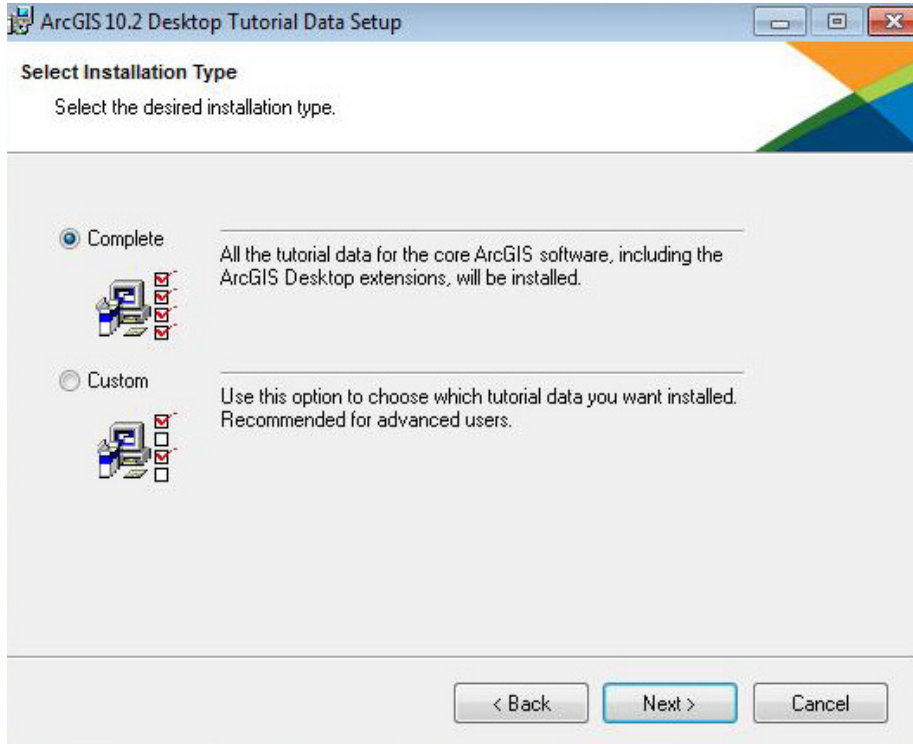 ArcGIS 10.2 Desktop Tutorial Data Setup
Select Installation Type
Select the desired installation type.
Complete
All the tutorial data for the core ArcGIS software, including the
ArcGIS Desktop extensions, will be installed.
Custom
Use this option to choose which tutorial data you want installed.
Recommended for advanced users.
< Back
Next >
Cancel